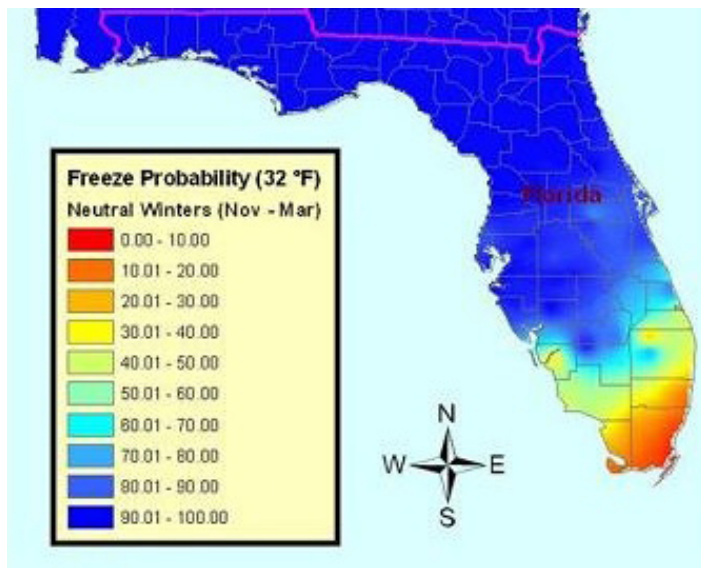 Florida
Freeze Probability (32 °F)
Neutral Winters (Nov - Mar)
0.00 - 10.00
10.01 - 20.00
20.01 - 30.00
30.01 - 40.00
40.01 - 50.00
50.01 - 60.00
60.01 - 70.00
70.01 - 80.00
80.01 - 90.00
90.01 - 100.00
N
W E
S